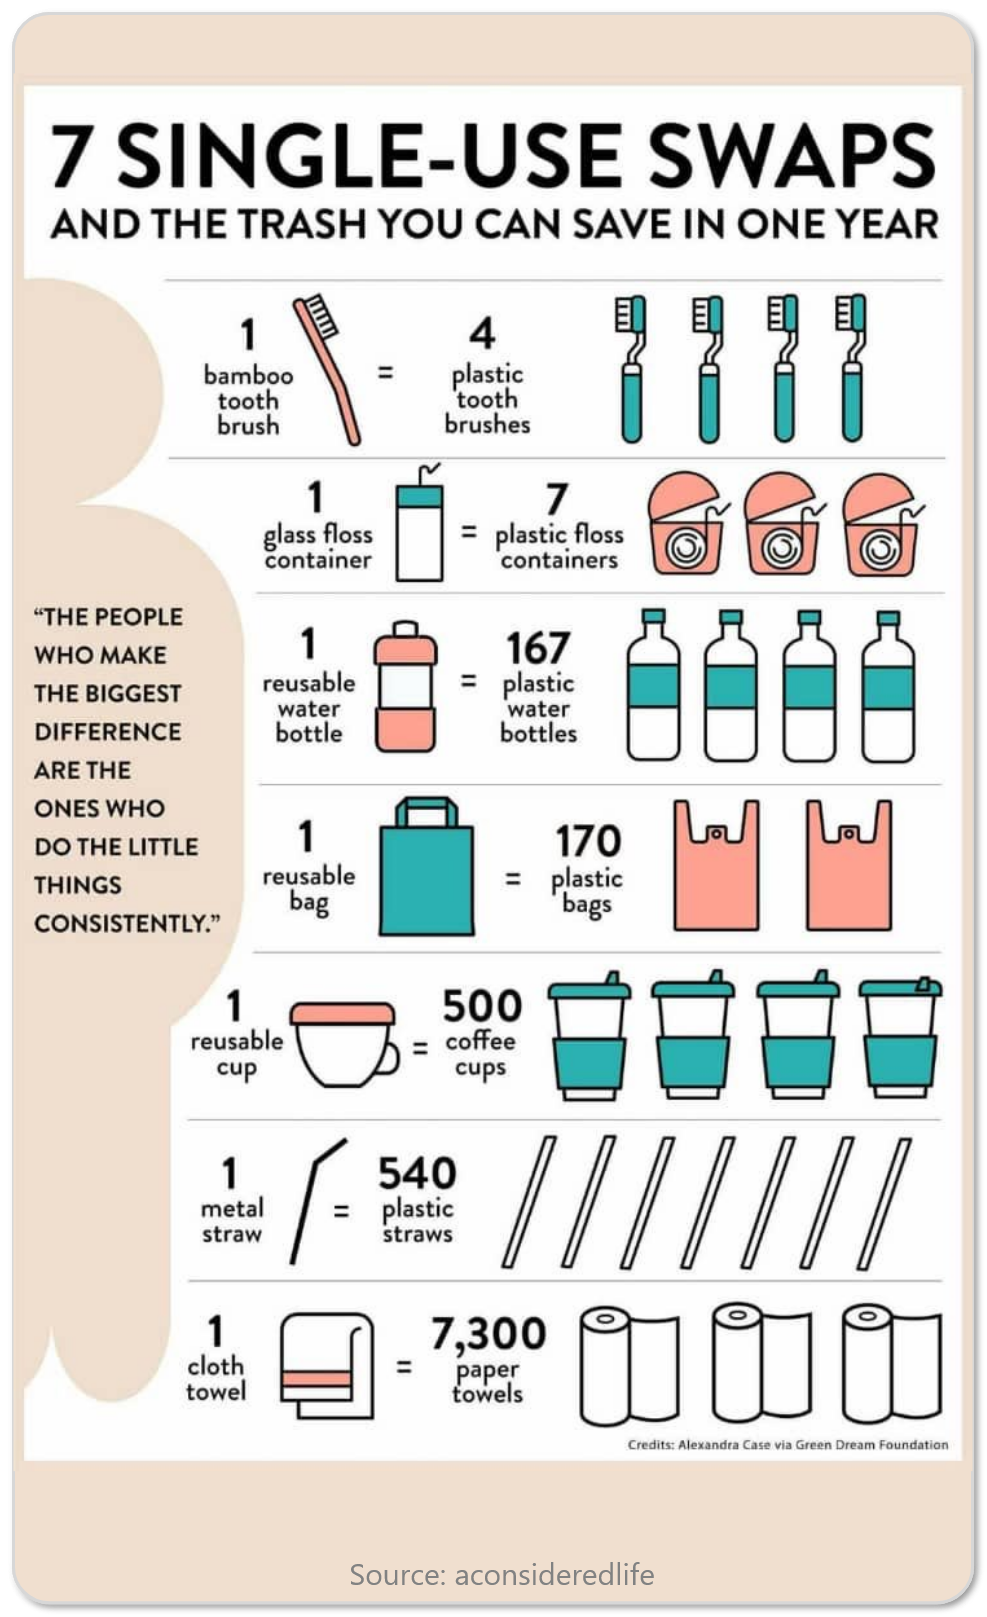 7 SINGLE-USE SWAPS
AND THE TRASH YOU CAN SAVE IN ONE YEAR
1
bamboo
tooth
brush
=
4
plastic
tooth
brushes
1
glass floss
container
=
7
plastic floss
containers
"THE PEOPLE
WHO MAKE
THE BIGGEST
DIFFERENCE
ARE THE
ONES WHO
DO THE LITTLE
THINGS
CONSISTENTLY."
1
reusable
water
bottle
=
167
plastic
water
bottles
1
reusable
bag
=
170
plastic
bags
1
reusable
cup
=
500
coffee
cups
1
metal
straw
=
540
plastic
straws
1
cloth
towel
=
7,300
paper
towels
Credits: Alexandra Case via Green Dream Foundation
Source: aconsideredlife